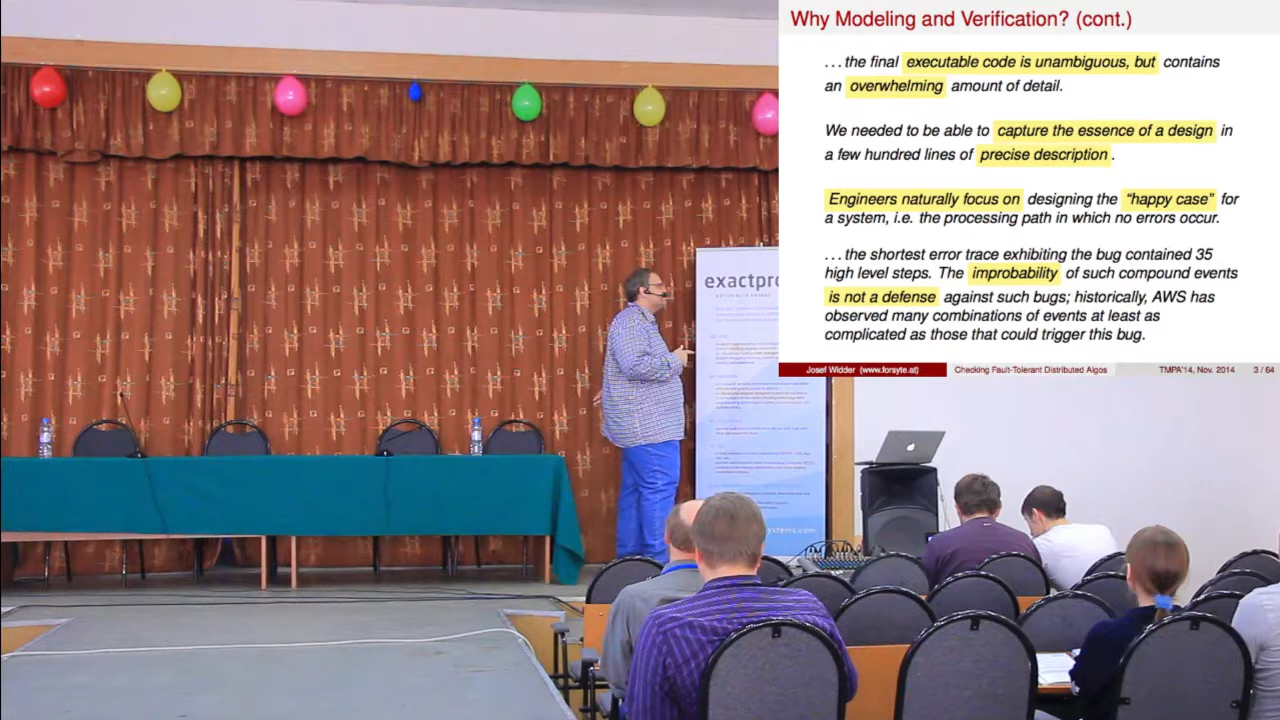 Why Modeling and Verification? (cont.)
...the final executable code is unambiguous, but contains
an overwhelming amount of detail.
We needed to be able to capture the essence of a design in
a few hundred lines of precise description.
Engineers naturally focus on designing the “happy case” for
a system, i.e. the processing path in which no errors occur.
...the shortest error trace exhibiting the bug contained 35
high level steps. The improbability of such compound events
is not a defense against such bugs; historically, AWS has
observed many combinations of events at least as
complicated as those that could trigger this bug.
Josef Widder (www.forsyte.at) Checking Fault-Tolerant Distributed Algos TMPA'14, Nov. 2014 3 / 64
exactpro
ystems.com